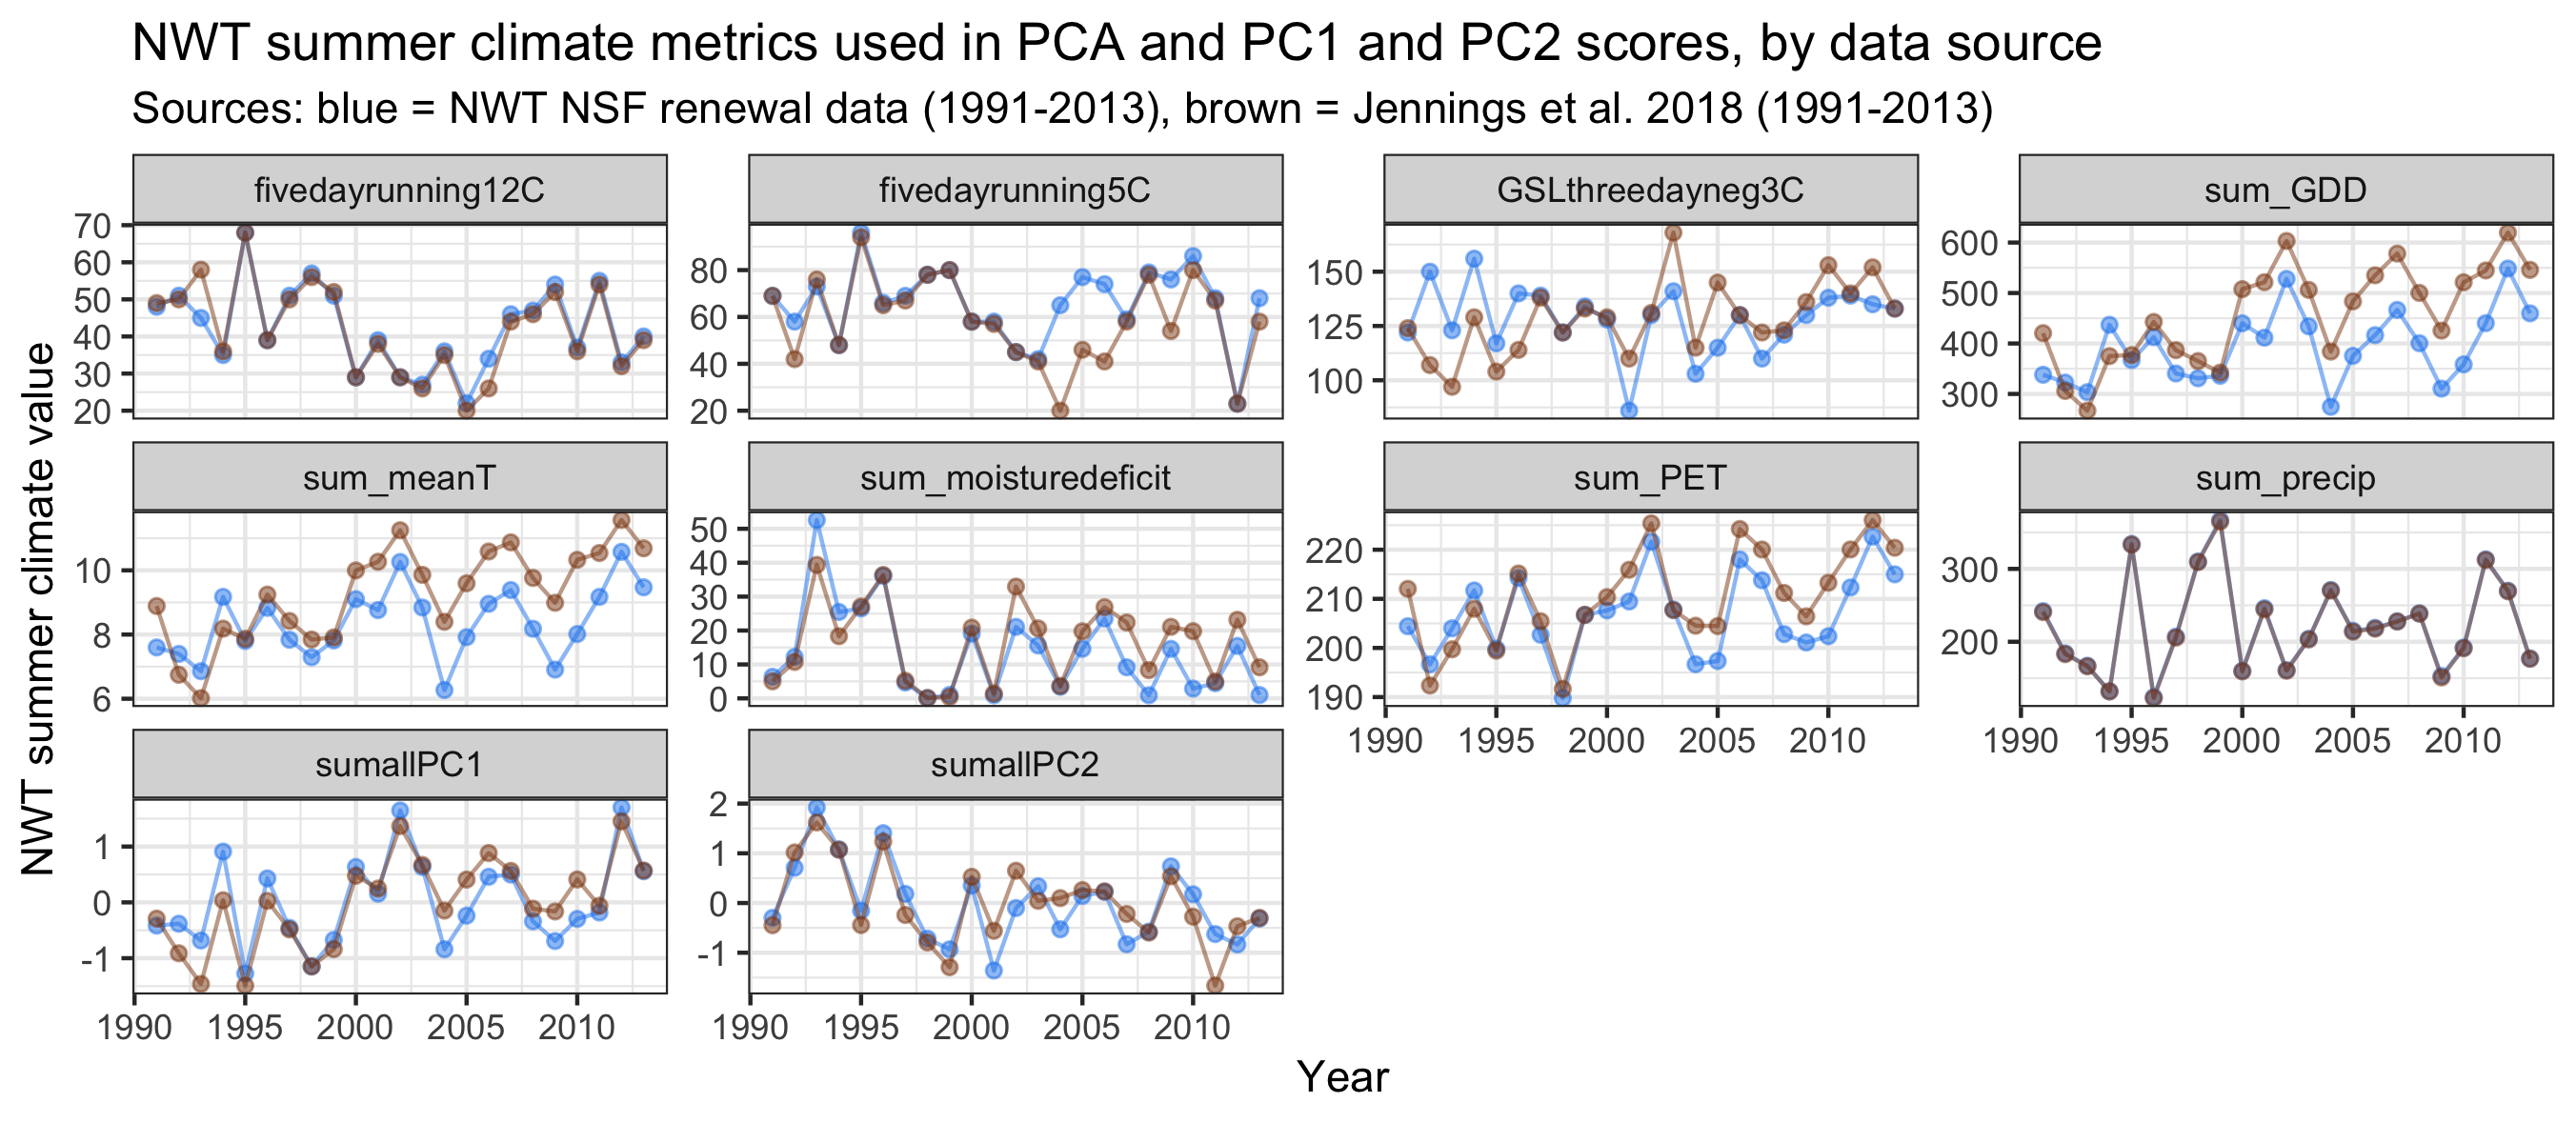 NWT summer climate metrics used in PCA and PC1 and PC2 scores, by data source
Sources: blue = NWT NSF renewal data (1991-2013), brown = Jennings et al. 2018 (1991-2013)
NWT summer climate value
fivedayrunning12C
70
60
50
40
30
20
fivedayrunning5C
80
60
40
20
GSLthreedayneg3C
150
125
100
sum_GDD
600
500
400
300
sum_meanT
10
8
6
sum_moisturedeficit
50
40
30
20
10
0
sum_PET
220
210
200
190
1990 1995 2000 2005 2010
sum_precip
300
200
1990 1995 2000 2005 2010
sumallPC1
1
0
-1
1990 1995 2000 2005 2010
sumallPC2
2
1
0
-1
1990 1995 2000 2005 2010
Year